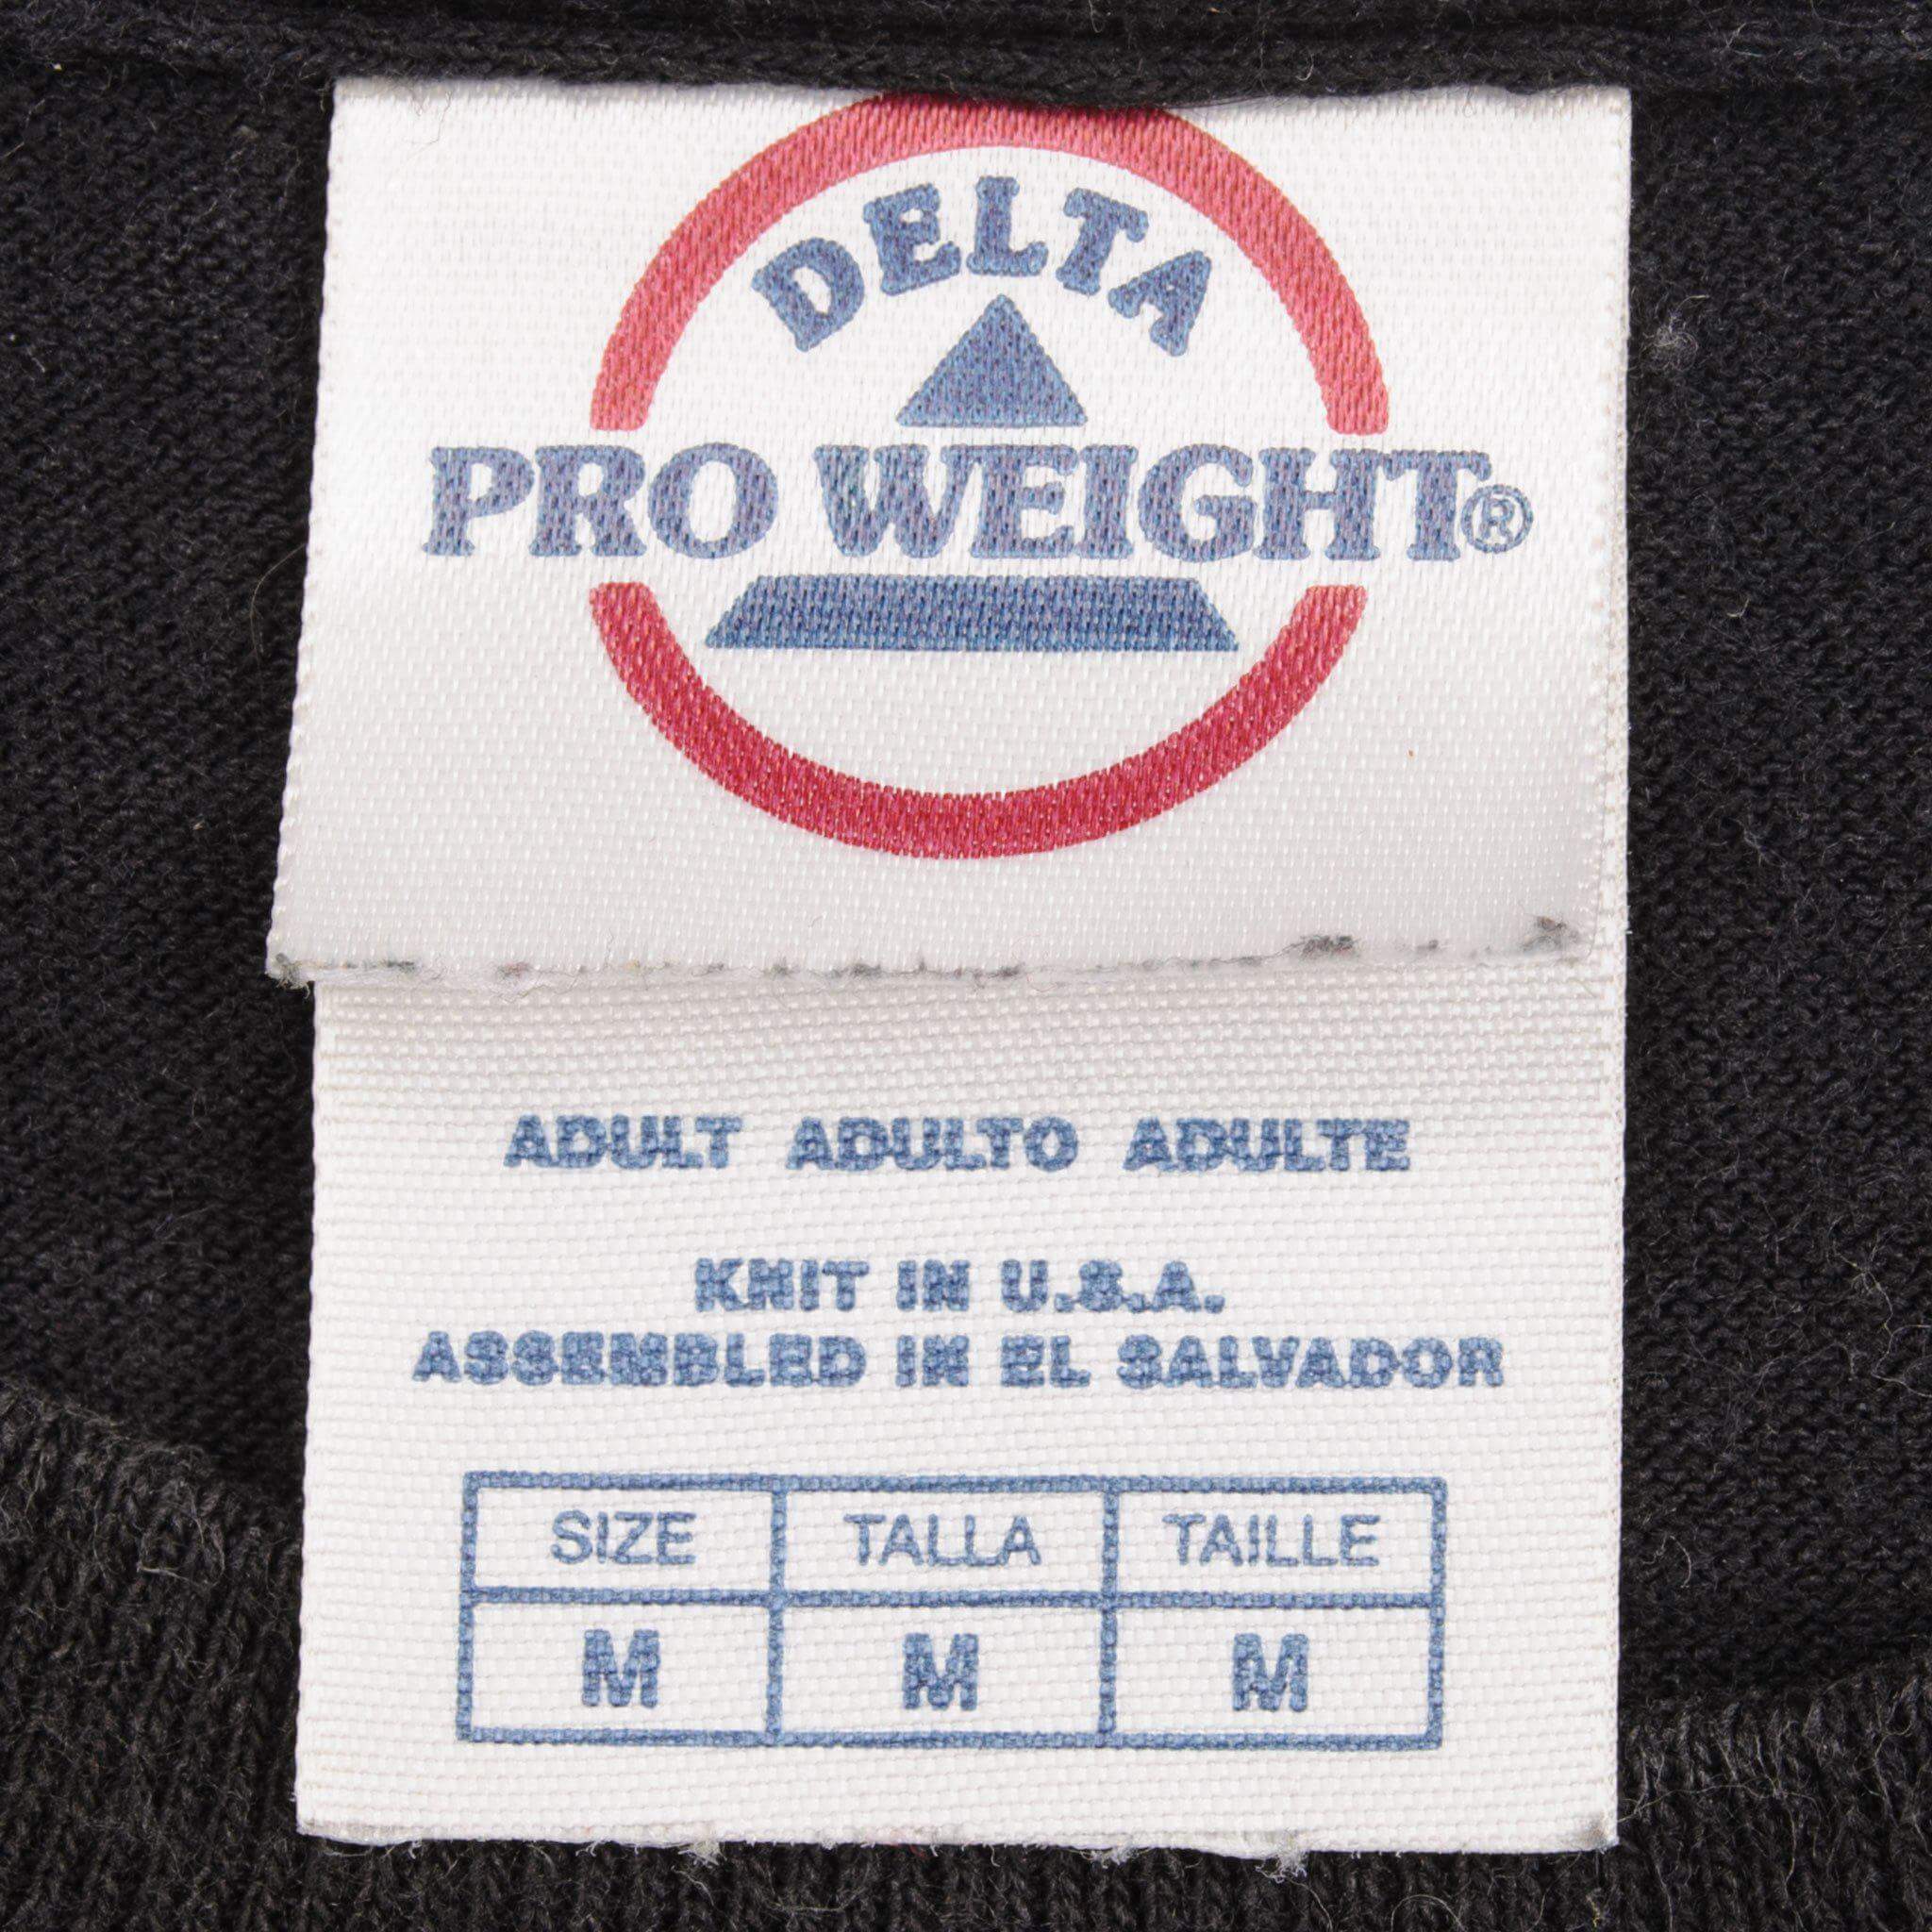 DELTA
PRO WEIGHT®
ADULT ADULTO ADULTE
KNIT IN U.S.A.
ASSEMBLED IN EL SALVADOR
SIZE TALLA TAILLE
M M M